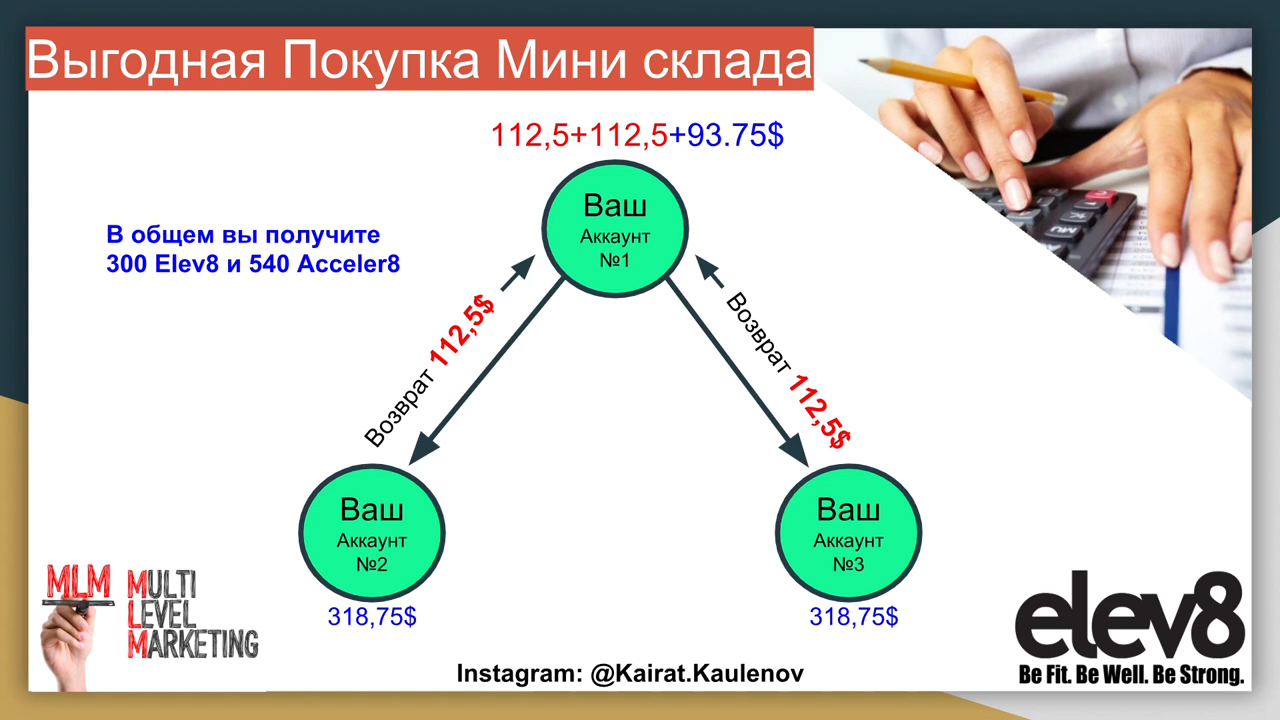 Выгодная Покупка Мини склада
112,5+112,5+93.75$
Ваш
Аккаунт
№1
В общем вы получите
300 Elev8 и 540 Acceler8
Возврат 112,5$
Возврат 112,5$
Ваш
Аккаунт
№2
318,75$
Ваш
Аккаунт
№3
318,75$
MLM
MULTI
LEVEL
MARKETING
elev8
Be Fit. Be Well. Be Strong.
Instagram: @Kairat.Kaulenov